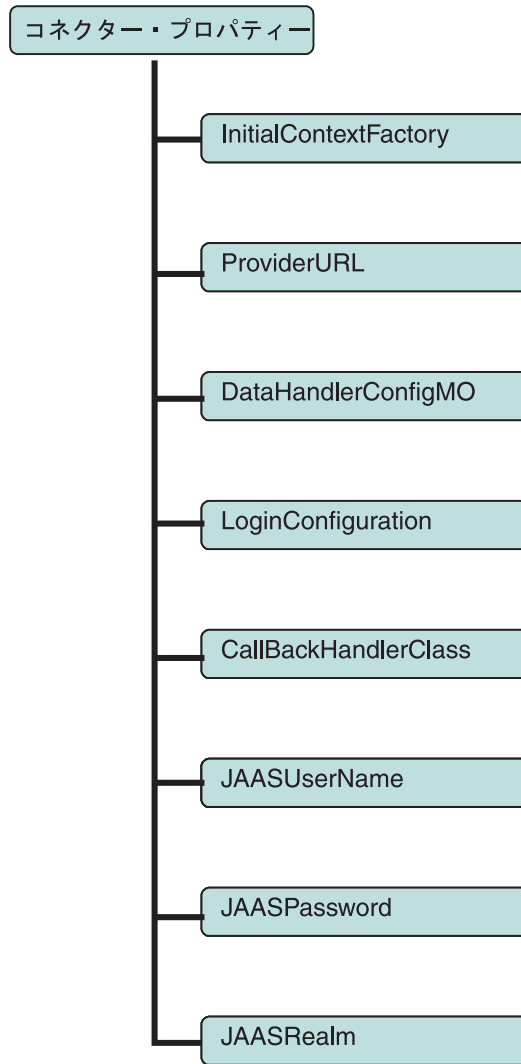 コネクター・プロパティー
InitialContextFactory
ProviderURL
DataHandlerConfigMO
LoginConfiguration
CallBackHandlerClass
JAASUserName
JAASPassword
JAASRealm